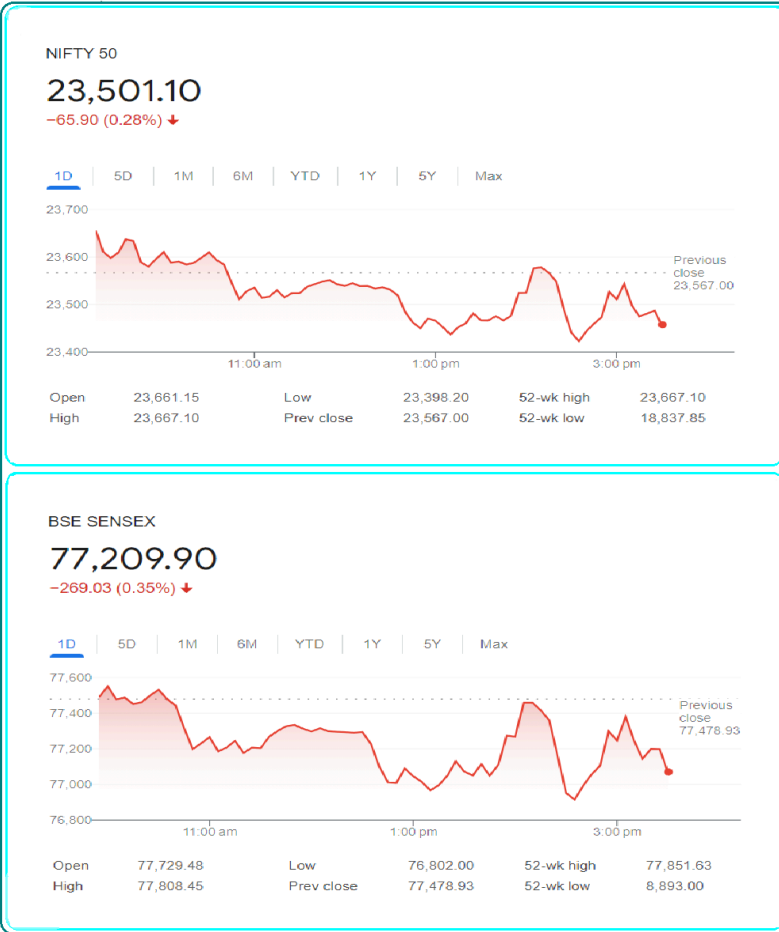 NIFTY 50
23,501.10
−65.90 (0.28%) ↓
1D 5D 1M 6M YTD 1Y 5Y Max
23,700
23,600
Previous
close
23,567.00
23,500
23,400
11:00 am 1:00 pm 3:00 pm
Open 23,661.15 Low 23,398.20 52-wk high 23,667.10
High 23,667.10 Prev close 23,567.00 52-wk low 18,837.85
BSE SENSEX
77,209.90
−269.03 (0.35%) ↓
1D 5D 1M 6M YTD 1Y 5Y Max
77,600
77,400
Previous
close
77,478.93
77,200
77,000
76,800
11:00 am 1:00 pm 3:00 pm
Open 77,729.48 Low 76,802.00 52-wk high 77,851.63
High 77,808.45 Prev close 77,478.93 52-wk low 8,893.00